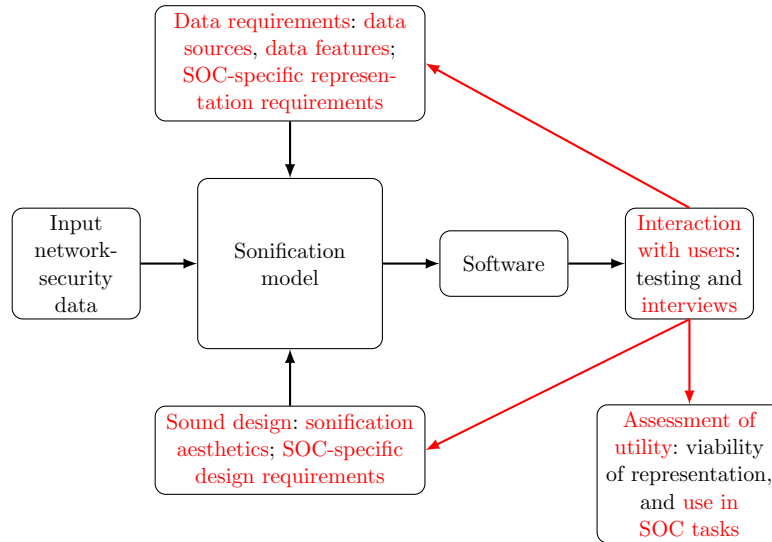 Data requirements: data
sources, data features;
SOC-specific represen-
tation requirements
Input
network-
security
data
Sonification
model
Software
Interaction
with users:
testing and
interviews
Sound design: sonification
aesthetics; SOC-specific
design requirements
Assessment of
utility: viability
of representation,
and use in
SOC tasks